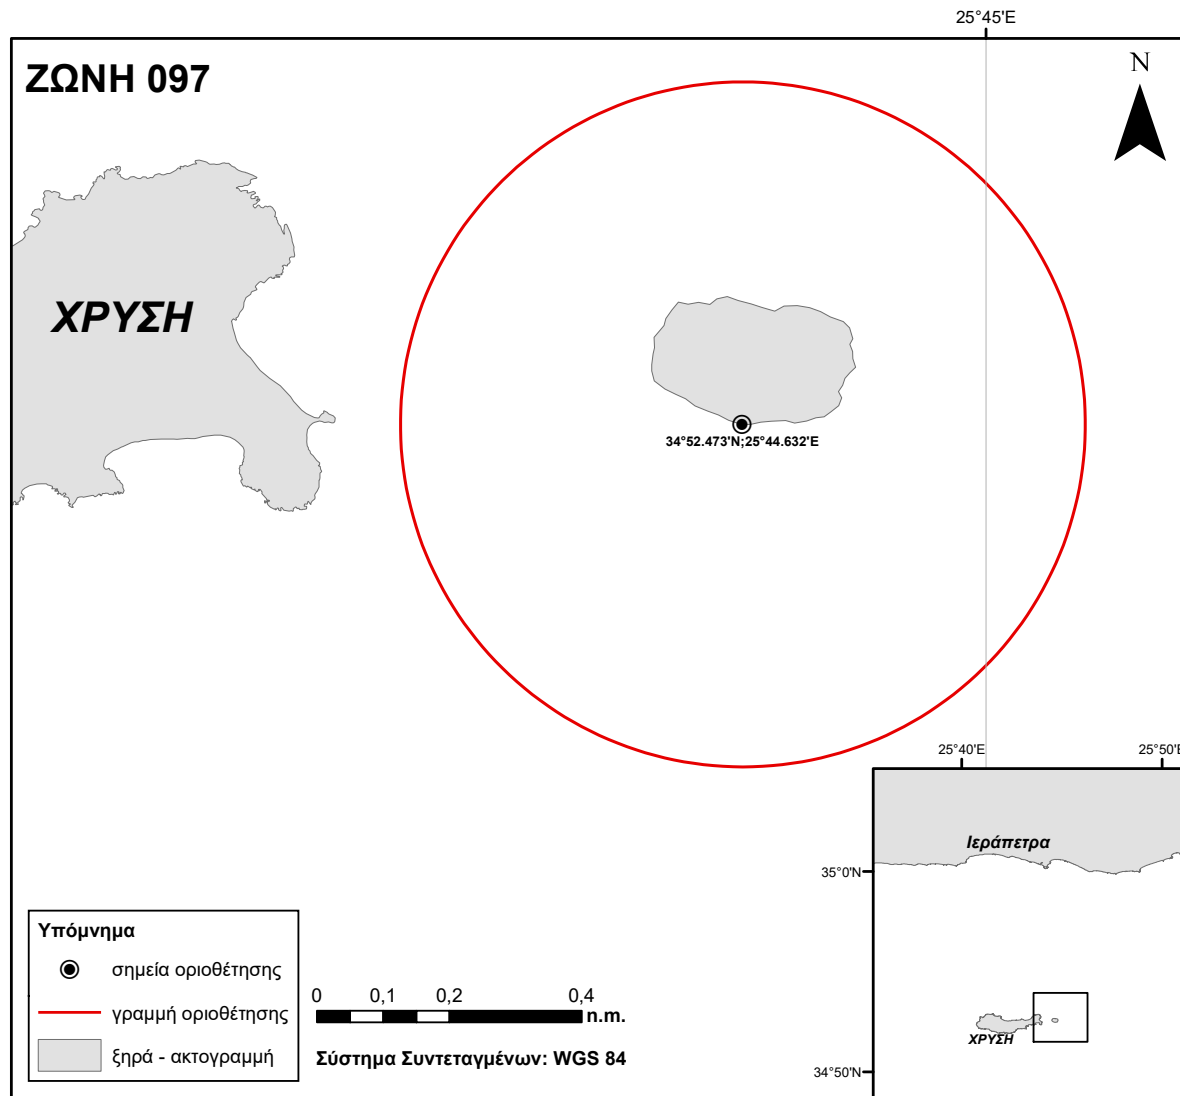 25°45'E
ΖΩΝΗ 097
N
ΧΡΥΣΗ
34°52.473'N;25°44.632'E
25°40'E
25°50'E
Ιεράπετρα
35°0'N
ΧΡΥΣΗ
34°50'N
Υπόμνημα
σημεία οριοθέτησης
γραμμή οριοθέτησης
ξηρά - ακτογραμμή
0 0,1 0,2 0,4
n.m.
Σύστημα Συντεταγμένων: WGS 84